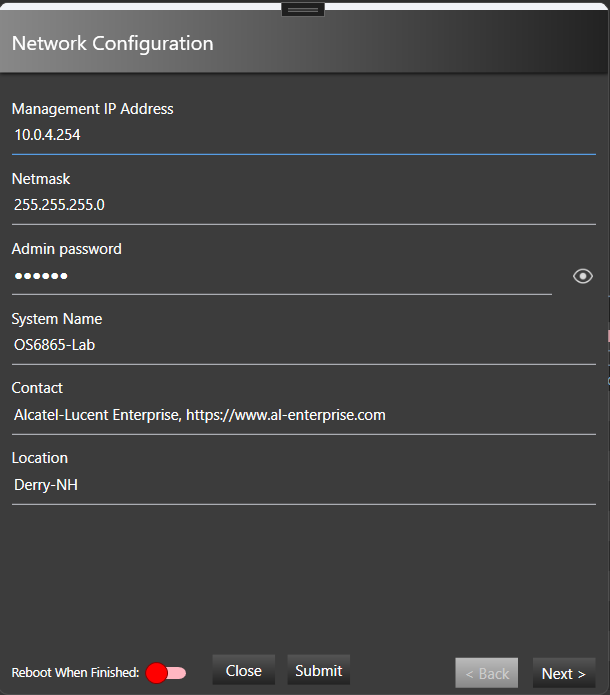 Network Configuration
Management IP Address
10.0.4.254
Netmask
255.255.255.0
Admin password
●●●●●●
System Name
OS6865-Lab
Contact
Alcatel-Lucent Enterprise, https://www.al-enterprise.com
Location
Derry-NH
Reboot When Finished: Close Submit < Back Next >